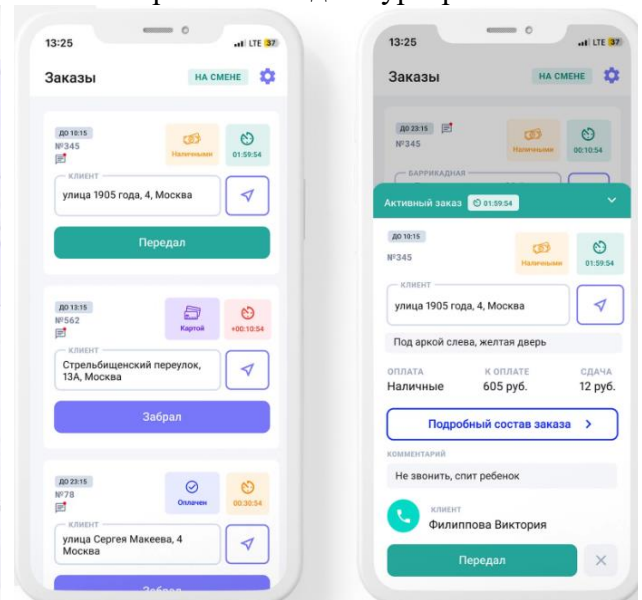 13:25
LTE 37
Заказы
НА СМЕНЕ
ДО 10:15
№345
Наличными
01:59:54
КЛИЕНТ
улица 1905 года, 4, Москва
Передал
ДО 13:15
№562
Картой
+00:10:54
КЛИЕНТ
Стрельбищенский переулок,
13А, Москва
Забрал
ДО 23:15
№78
Оплачен
00:30:54
КЛИЕНТ
улица Сергея Макеева, 4
Москва
Забрал
13:25
LTE 37
Заказы
НА СМЕНЕ
ДО 23:15
№345
Наличными
00:10:54
БАРРИКАДНАЯ
Активный заказ 01:59:54
ДО 10:15
№345
Наличными
01:59:54
КЛИЕНТ
улица 1905 года, 4, Москва
Под аркой слева, желтая дверь
ОПЛАТА К ОПЛАТЕ СДАЧА
Наличные 605 руб. 12 руб.
Подробный состав заказа >
КОММЕНТАРИЙ
Не звонить, спит ребенок
КЛИЕНТ
Филиппова Виктория
Передал